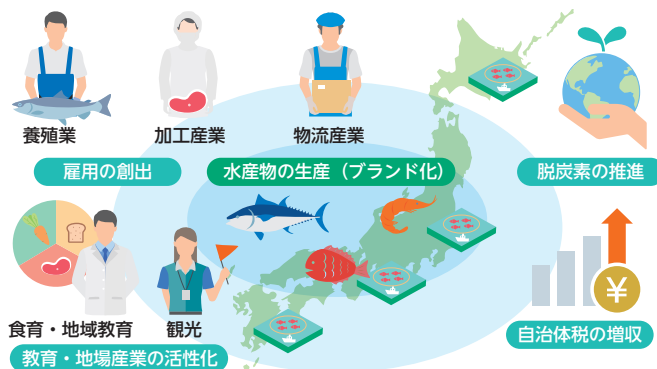 養殖業
加工産業
物流産業
雇用の創出
水産物の生産（ブランド化）
脱炭素の推進
食育・地域教育
観光
教育・地場産業の活性化
¥
自治体税の増収